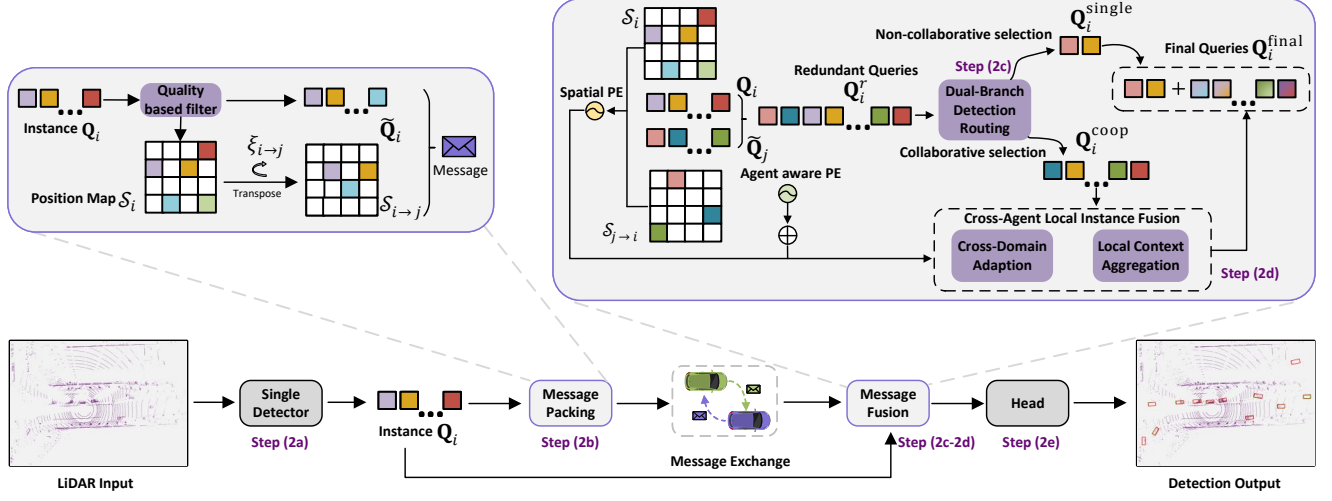 Instance Q_i
Quality
based filter
Q̃_i
ξ_{i→j}
Transpose
Position Map S_i
S_{i→j}
Message
S_i
Spatial PE
Q_i
Q̃_j
S_{j→i}
Redundant Queries
Q_i^r
Agent aware PE
Non-collaborative selection
Q_i^single
Step (2c)
Dual-Branch
Detection
Routing
Collaborative selection
Q_i^coop
Final Queries Q_i^final
+
Cross-Agent Local Instance Fusion
Cross-Domain
Adaption
Local Context
Aggregation
Step (2d)
LiDAR Input
Single
Detector
Step (2a)
Instance Q_i
Message
Packing
Step (2b)
Message Exchange
Message
Fusion
Step (2c-2d)
Head
Step (2e)
Detection Output